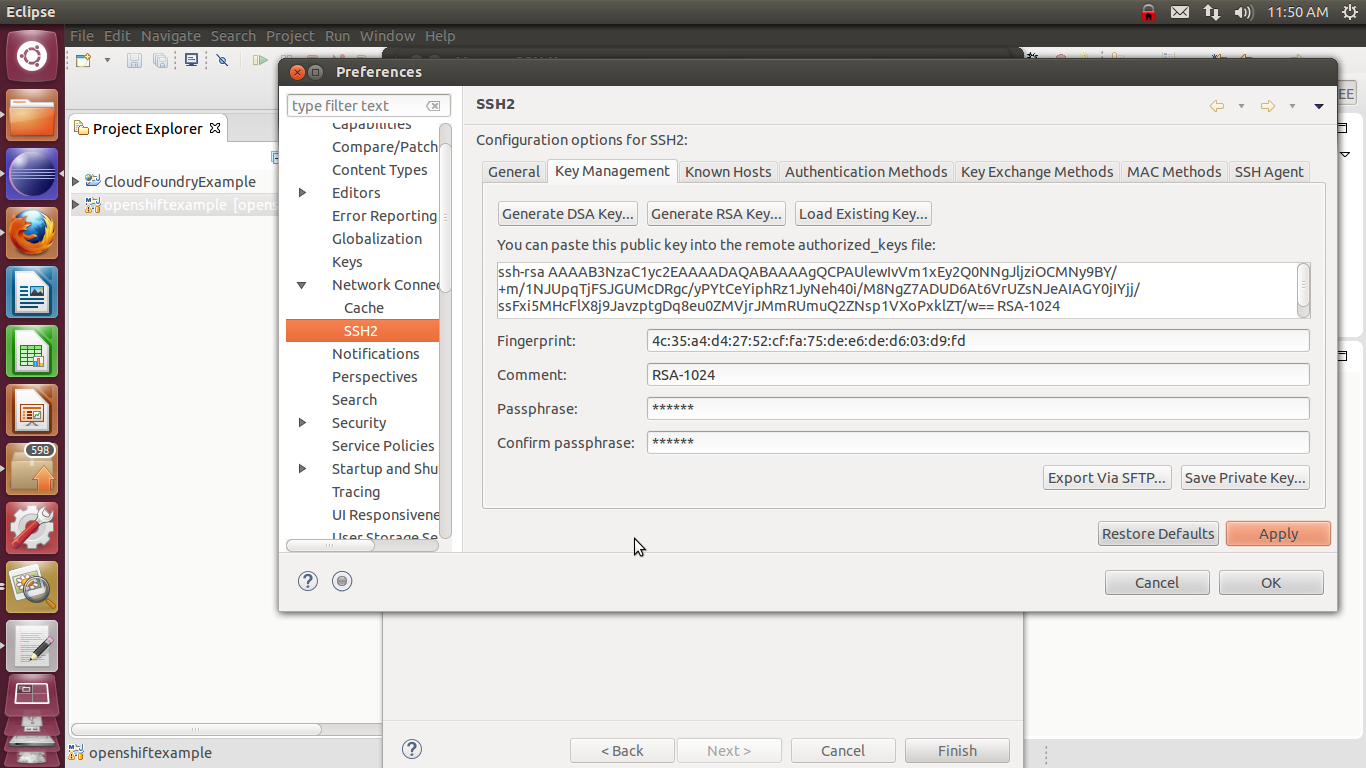 Eclipse
11:50 AM
File Edit Navigate Search Project Run Window Help
Preferences
type filter text
SSH2
EE
Project Explorer
Capabilities
Compare/Patch
Content Types
Editors
Error Reporting
Globalization
Keys
Network Connec
Cache
SSH2
Notifications
Perspectives
Search
Security
Service Policies
Startup and Shu
Tracing
UI Responsivene
User Storage Se
CloudFoundryExample
openshiftexample [opens
598
Configuration options for SSH2:
General Key Management Known Hosts Authentication Methods Key Exchange Methods MAC Methods SSH Agent
Generate DSA Key... Generate RSA Key... Load Existing Key...
You can paste this public key into the remote authorized_keys file:
ssh-rsa AAAAB3NzaC1yc2EAAAADAQABAAAAgQCPAUlewIvVm1xEy2Q0NNgJljziOCMNy9BY/
+m/1NJUpqTjFSJGUMcDRgc/yPYtCeYiphRz1JyNeh40i/M8NgZ7ADUD6At6VrUZsNJeAIAGY0jIYjj/
ssFxi5MHcFlX8j9JavzptgDq8eu0ZMVjrJMmRUmuQ2ZNsp1VXoPxklZT/w== RSA-1024
Fingerprint: 4c:35:a4:d4:27:52:cf:fa:75:de:e6:de:d6:03:d9:fd
Comment: RSA-1024
Passphrase: ******
Confirm passphrase: ******
Export Via SFTP... Save Private Key...
Restore Defaults Apply
Cancel OK
< Back Next > Cancel Finish
openshiftexample